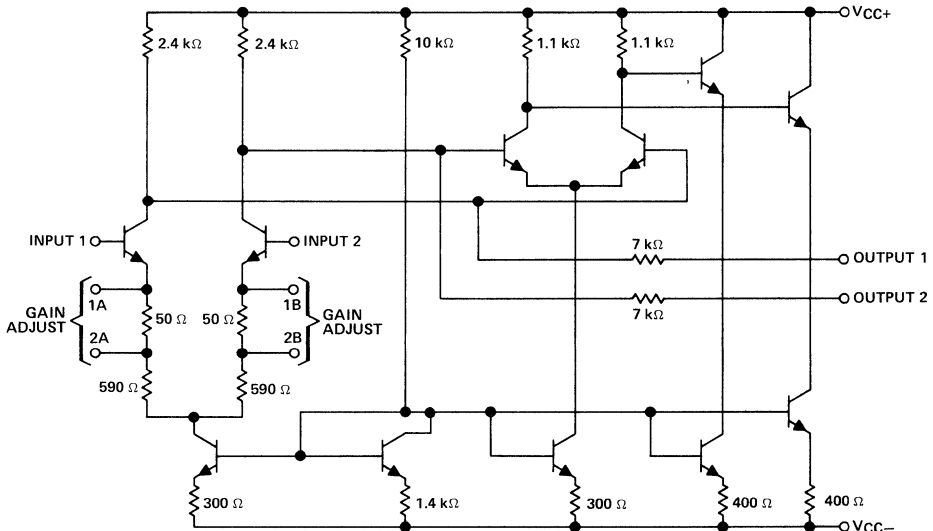 VCC+
2.4 kΩ
2.4 kΩ
10 kΩ
1.1 kΩ
1.1 kΩ
INPUT 1
INPUT 2
7 kΩ
OUTPUT 1
1A
1B
GAIN
ADJUST
50 Ω
50 Ω
GAIN
ADJUST
OUTPUT 2
7 kΩ
2A
2B
590 Ω
590 Ω
300 Ω
1.4 kΩ
300 Ω
400 Ω
400 Ω
VCC−